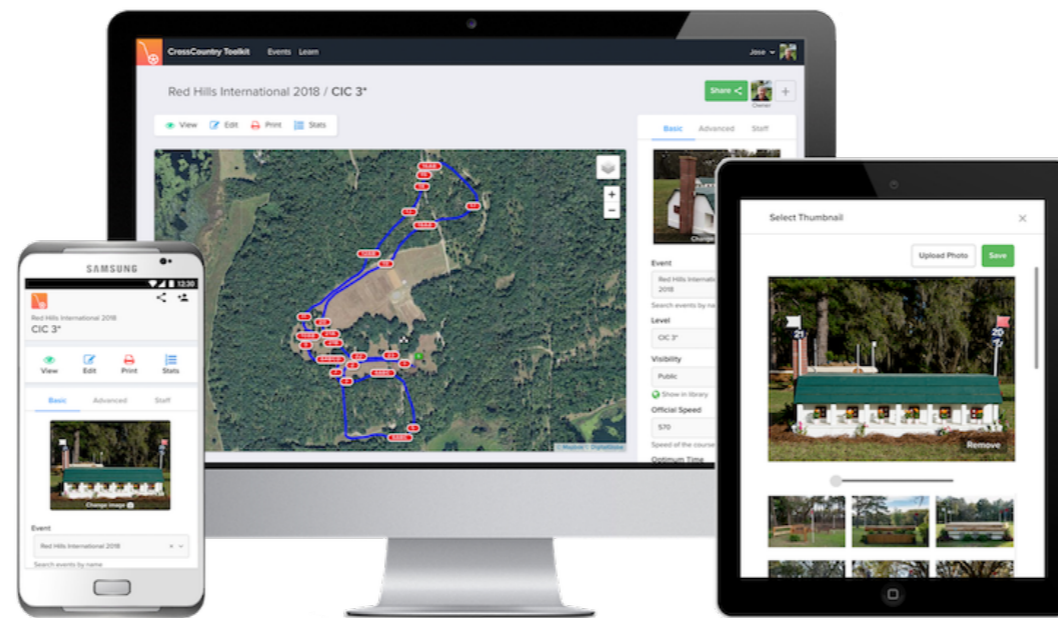 CrossCountry Toolkit Events Learn
Jose
Red Hills International 2018 / CIC 3*
Share
Owner
View Edit Print Stats
Basic Advanced Staff
Change
Event
Red Hills
2018
Search events by
Level
CIC 3*
Visibility
Public
Show in library
Official Speed
570
Speed of the course
Optimum Time
SAMSUNG
12:30
Red Hills International 2018
CIC 3*
View Edit Print Stats
Basic Advanced Staff
Change image
Event
Red Hills International 2018
Search events by name
Select Thumbnail
Upload Photo Save
21 20
Remove